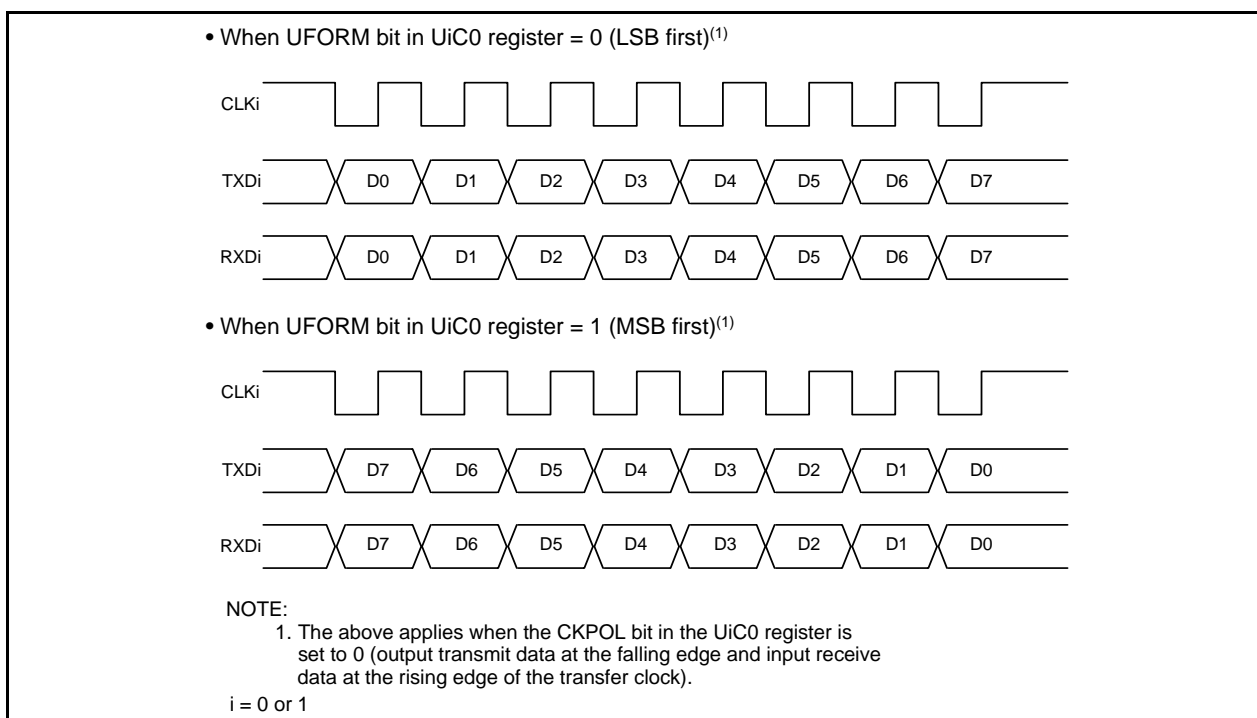 • When UFORM bit in UiC0 register = 0 (LSB first)(1)
CLKi
TXDi D0 D1 D2 D3 D4 D5 D6 D7
RXDi D0 D1 D2 D3 D4 D5 D6 D7
• When UFORM bit in UiC0 register = 1 (MSB first)(1)
CLKi
TXDi D7 D6 D5 D4 D3 D2 D1 D0
RXDi D7 D6 D5 D4 D3 D2 D1 D0
NOTE:
1. The above applies when the CKPOL bit in the UiC0 register is
set to 0 (output transmit data at the falling edge and input receive
data at the rising edge of the transfer clock).
i = 0 or 1